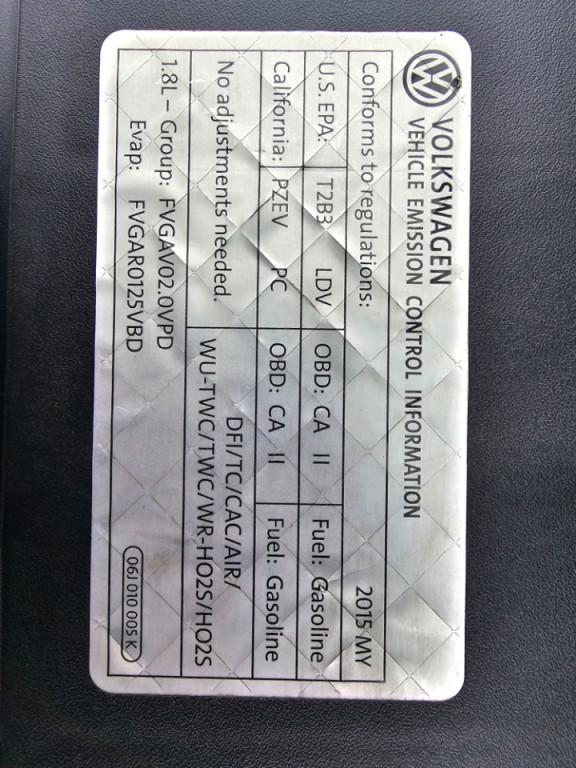 VOLKSWAGEN
VEHICLE EMISSION CONTROL INFORMATION
Conforms to regulations: 2015 MY
U.S. EPA: T2B3 LDV OBD: CA II Fuel: Gasoline
California: PZEV PC OBD: CA II Fuel: Gasoline
No adjustments needed.
DFI/TC/CAC/AIR/
WU-TWC/TWC/WR-HO2S/HO2S
1.8L – Group: FVGAV02.0VPD
Evap: FVGAR0125VBD
06J 010 005 K